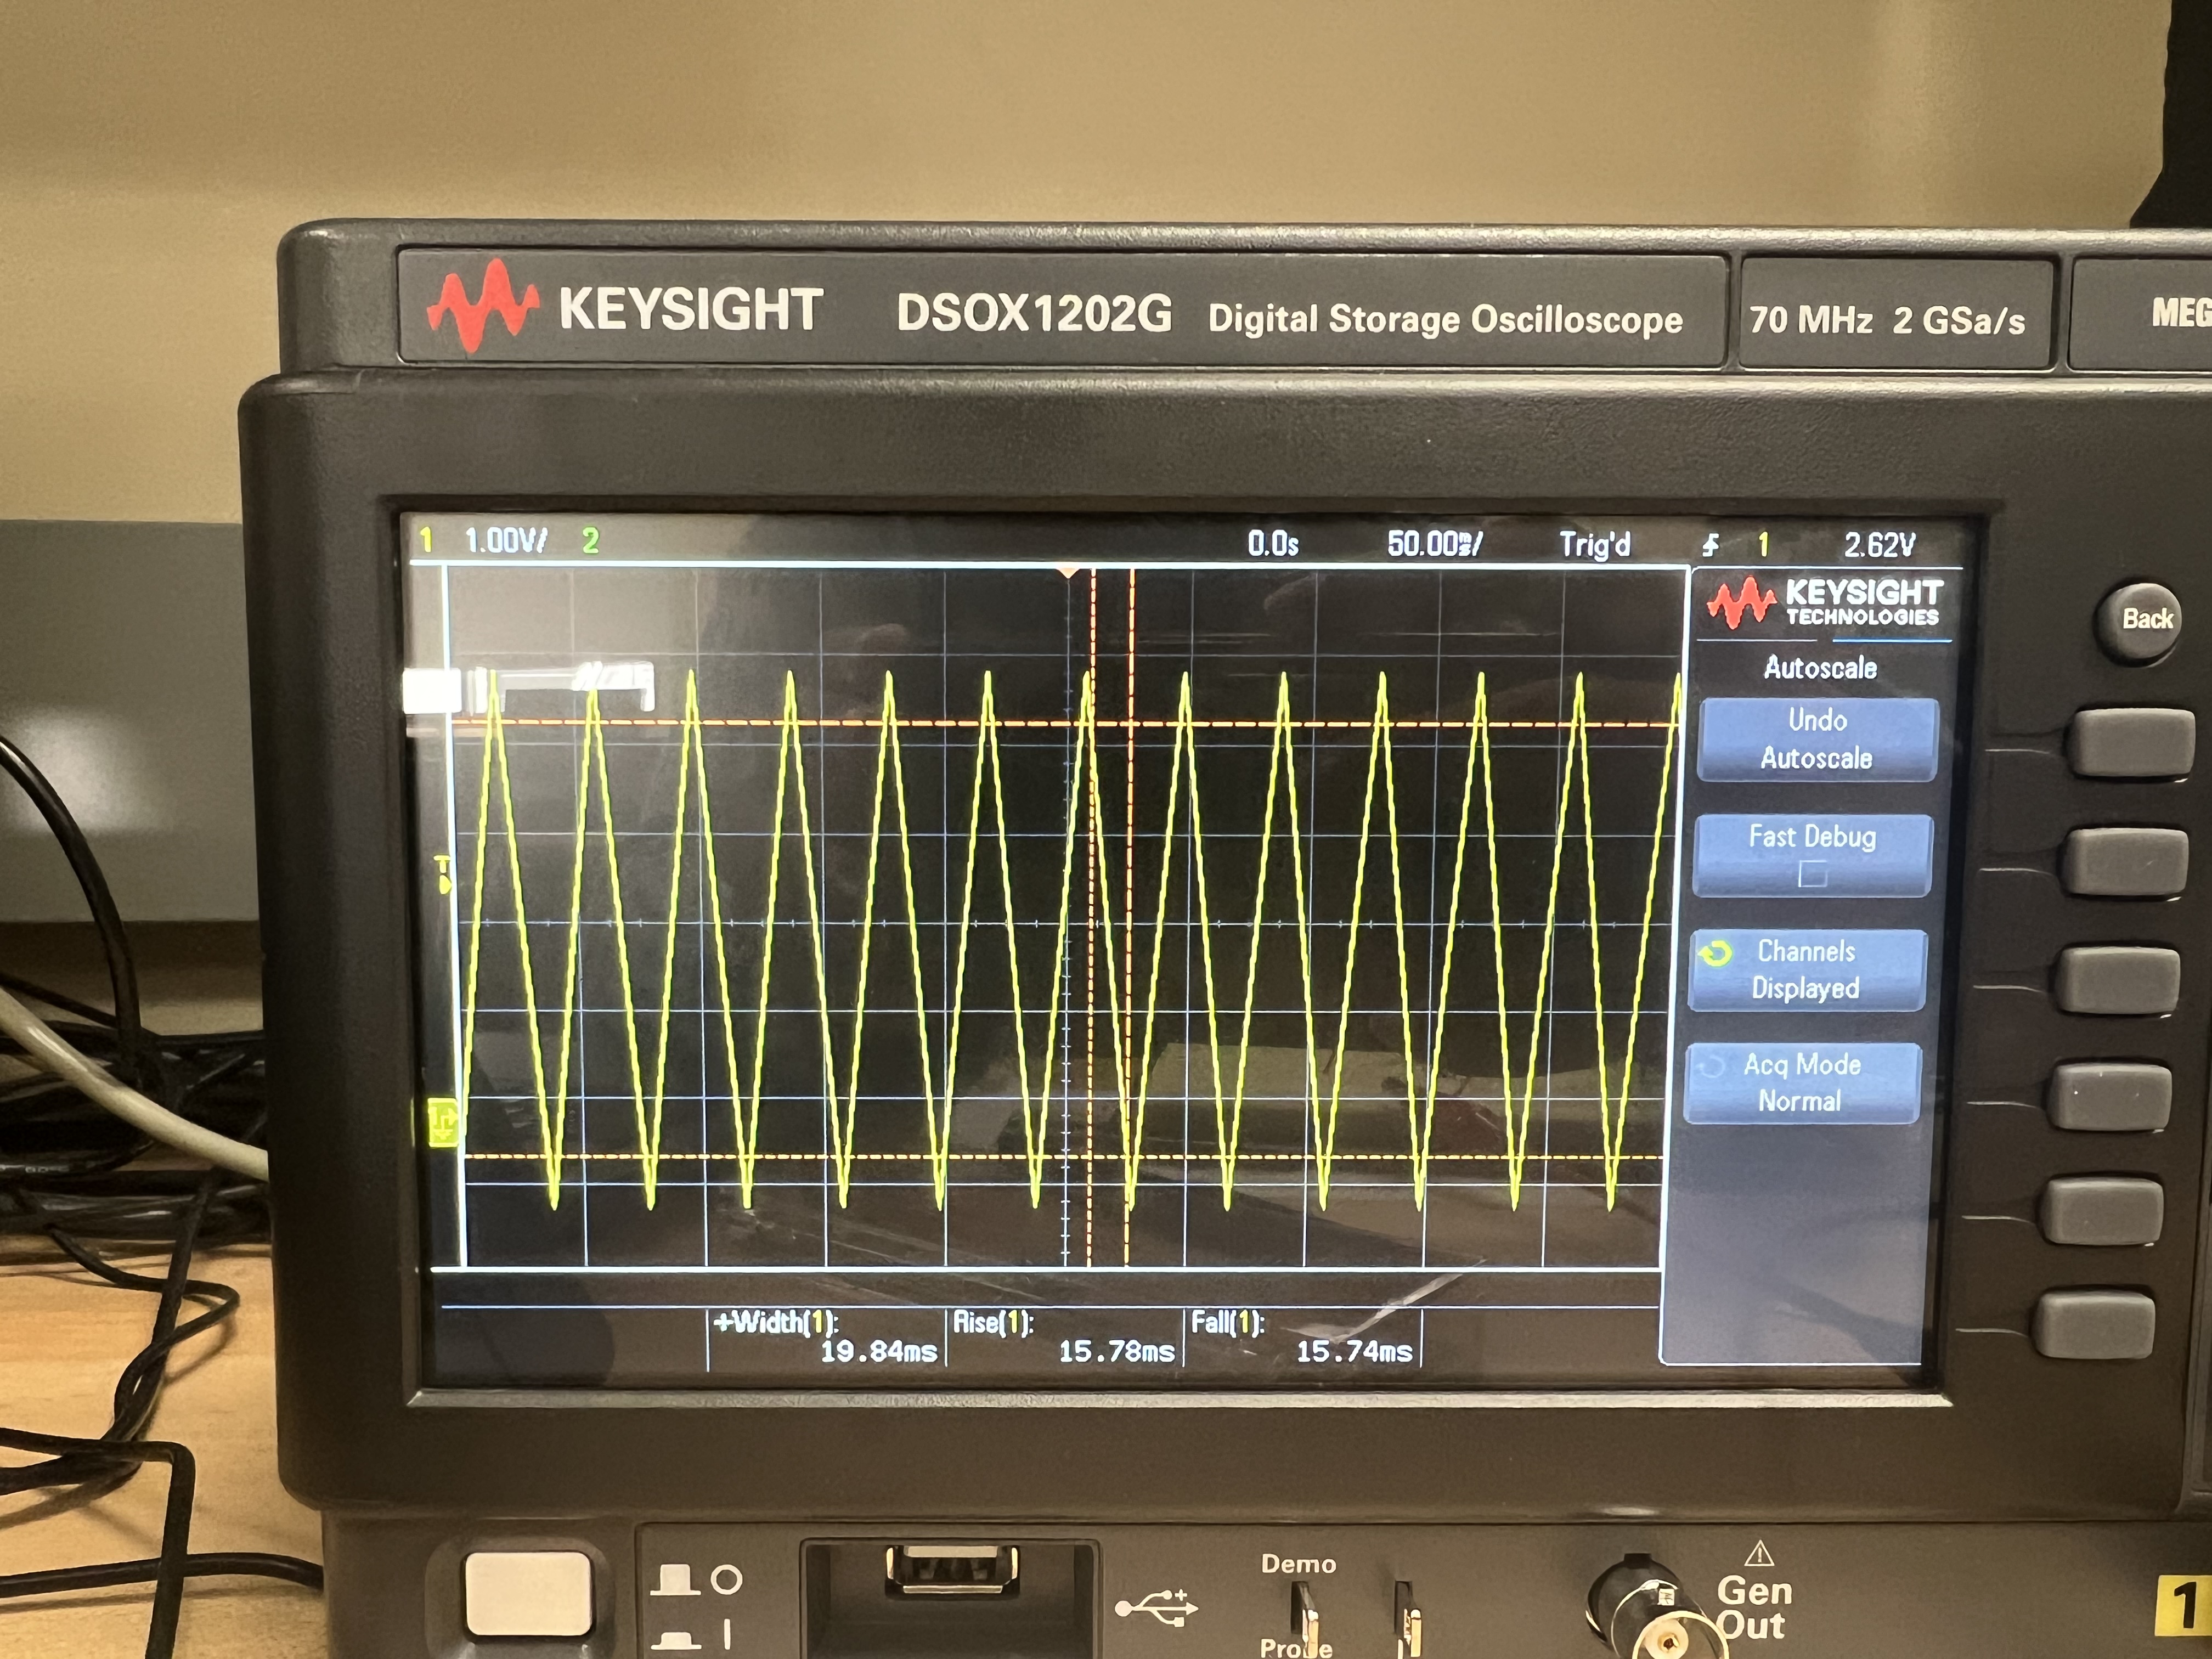 KEYSIGHT DSOX1202G Digital Storage Oscilloscope 70 MHz 2 GSa/s MEG
1 1.00V/ 2 0.0s 50.00ms/ Trig'd 1 2.62V
KEYSIGHT
TECHNOLOGIES
Back
Autoscale
Undo
Autoscale
Fast Debug
T
Channels
Displayed
Acq Mode
Normal
+Width(1):
19.84ms
Rise(1):
15.78ms
Fall(1):
15.74ms
Demo
Probe
Gen
Out
1